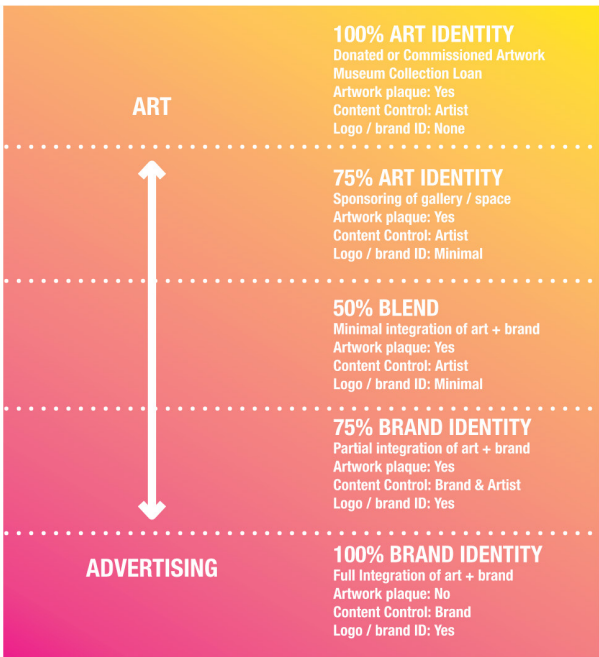 100% ART IDENTITY
Donated or Commissioned Artwork
Museum Collection Loan
Artwork plaque: Yes
Content Control: Artist
Logo / brand ID: None
ART
75% ART IDENTITY
Sponsoring of gallery / space
Artwork plaque: Yes
Content Control: Artist
Logo / brand ID: Minimal
50% BLEND
Minimal integration of art + brand
Artwork plaque: Yes
Content Control: Artist
Logo / brand ID: Minimal
75% BRAND IDENTITY
Partial integration of art + brand
Artwork plaque: Yes
Content Control: Brand & Artist
Logo / brand ID: Yes
ADVERTISING
100% BRAND IDENTITY
Full Integration of art + brand
Artwork plaque: No
Content Control: Brand
Logo / brand ID: Yes